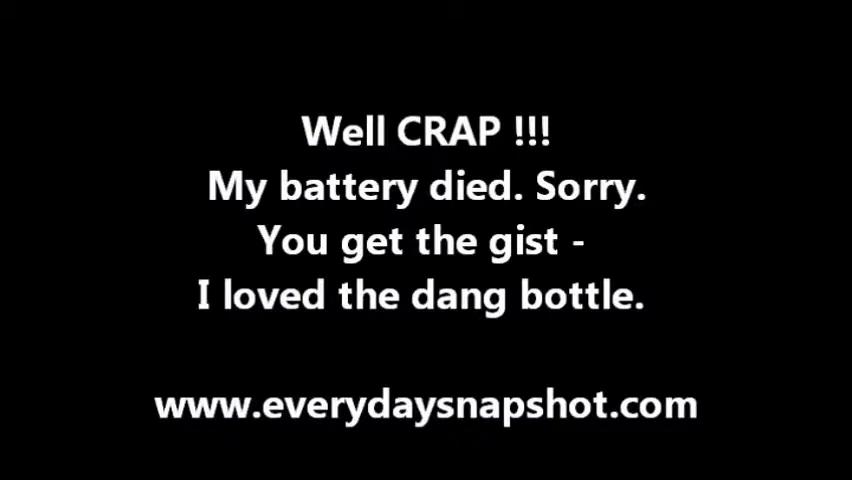 Well CRAP !!!
My battery died. Sorry.
You get the gist -
I loved the dang bottle.
www.everydaysnapshot.com